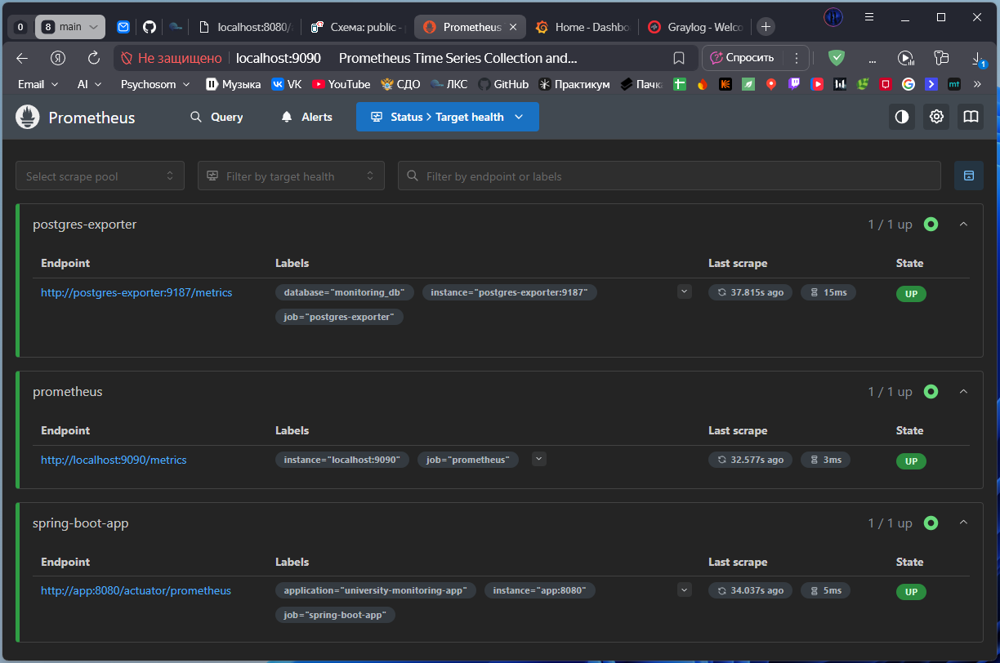 0 8 main localhost:8080/ Схема: public - Prometheus Home - Dashbo Graylog - Welco
Не защищено localhost:9090 Prometheus Time Series Collection and... Спросить ... 1
Email AI Psychosom Музыка VK YouTube СДО ЛКС GitHub Практикум Пачка mt »
Prometheus Query Alerts Status > Target health
Select scrape pool Filter by target health Filter by endpoint or labels
postgres-exporter 1 / 1 up
Endpoint Labels Last scrape State
http://postgres-exporter:9187/metrics database="monitoring_db" instance="postgres-exporter:9187" 37.815s ago 15ms UP
job="postgres-exporter"
prometheus 1 / 1 up
Endpoint Labels Last scrape State
http://localhost:9090/metrics instance="localhost:9090" job="prometheus" 32.577s ago 3ms UP
spring-boot-app 1 / 1 up
Endpoint Labels Last scrape State
http://app:8080/actuator/prometheus application="university-monitoring-app" instance="app:8080" 34.037s ago 5ms UP
job="spring-boot-app"